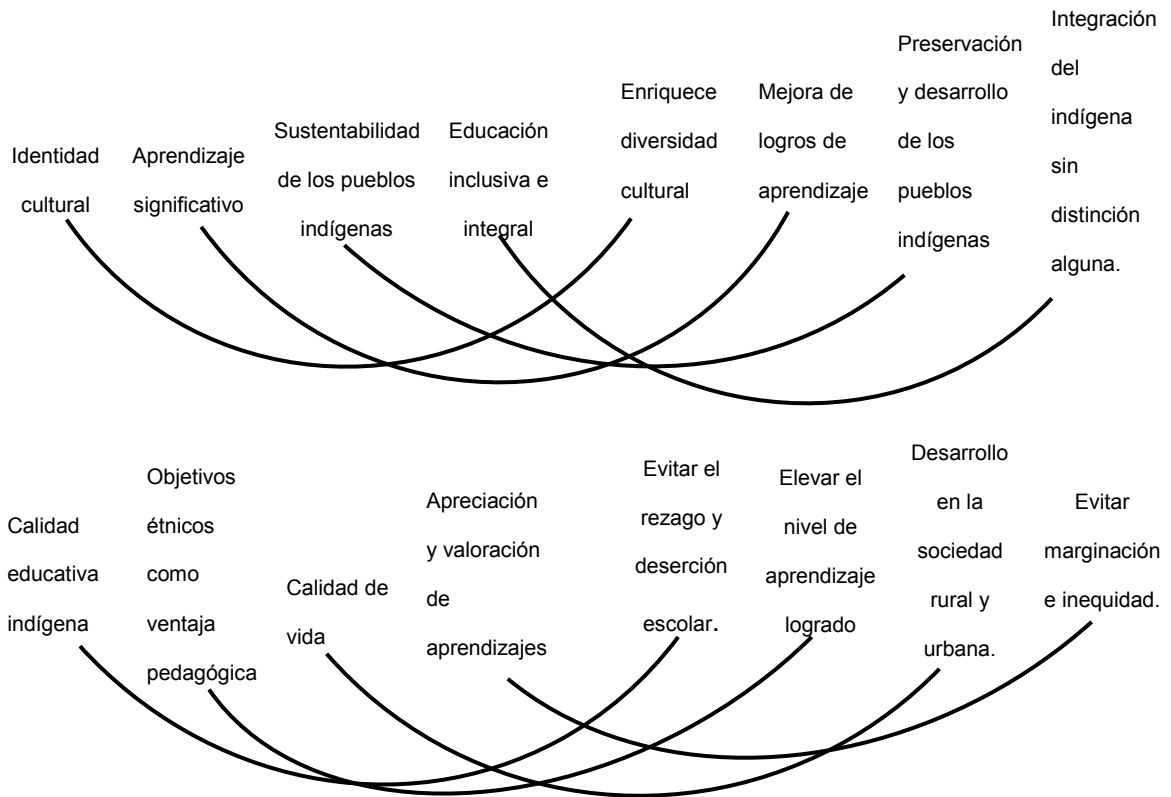 Identidad
cultural
Aprendizaje
significativo
Sustentabilidad
de los pueblos
indígenas
Educación
inclusiva e
integral
Enriquece
diversidad
cultural
Mejora de
logros de
aprendizaje
Preservación
y desarrollo
de los
pueblos
indígenas
Integración
del
indígena
sin
distinción
alguna.
Calidad
educativa
indígena
Objetivos
étnicos
como
ventaja
pedagógica
Calidad de
vida
Apreciación
y valoración
de
aprendizajes
Evitar el
rezago y
deserción
escolar.
Elevar el
nivel de
aprendizaje
logrado
Desarrollo
en la
sociedad
rural y
urbana.
Evitar
marginación
e inequidad.